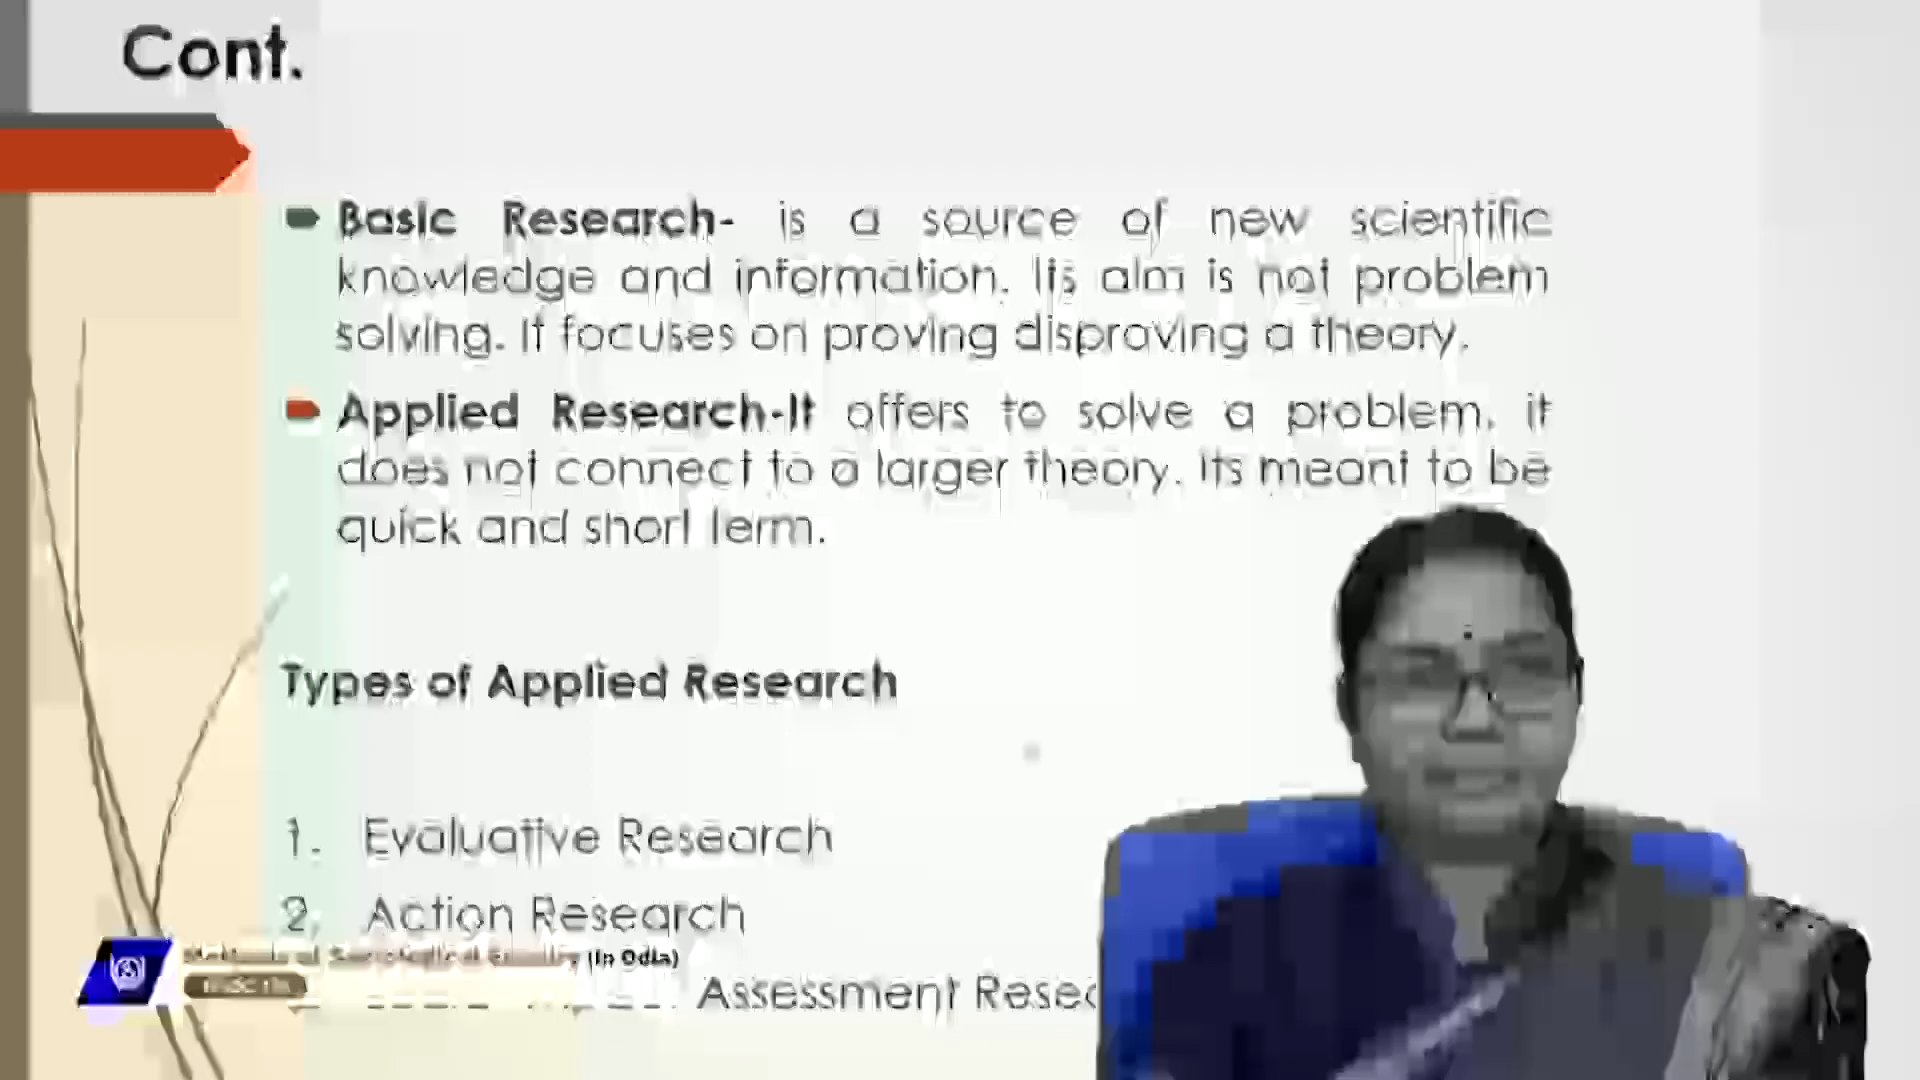 Cont.
Basic Research- is a source of new scientific
knowledge and information. Its aim is not problem
solving. It focuses on proving disproving a theory.
Applied Research-It offers to solve a problem. it
does not connect to a larger theory. Its meant to be
quick and short term.
Types of Applied Research
1. Evaluative Research
2. Action Research
(In Odia)
Assessment